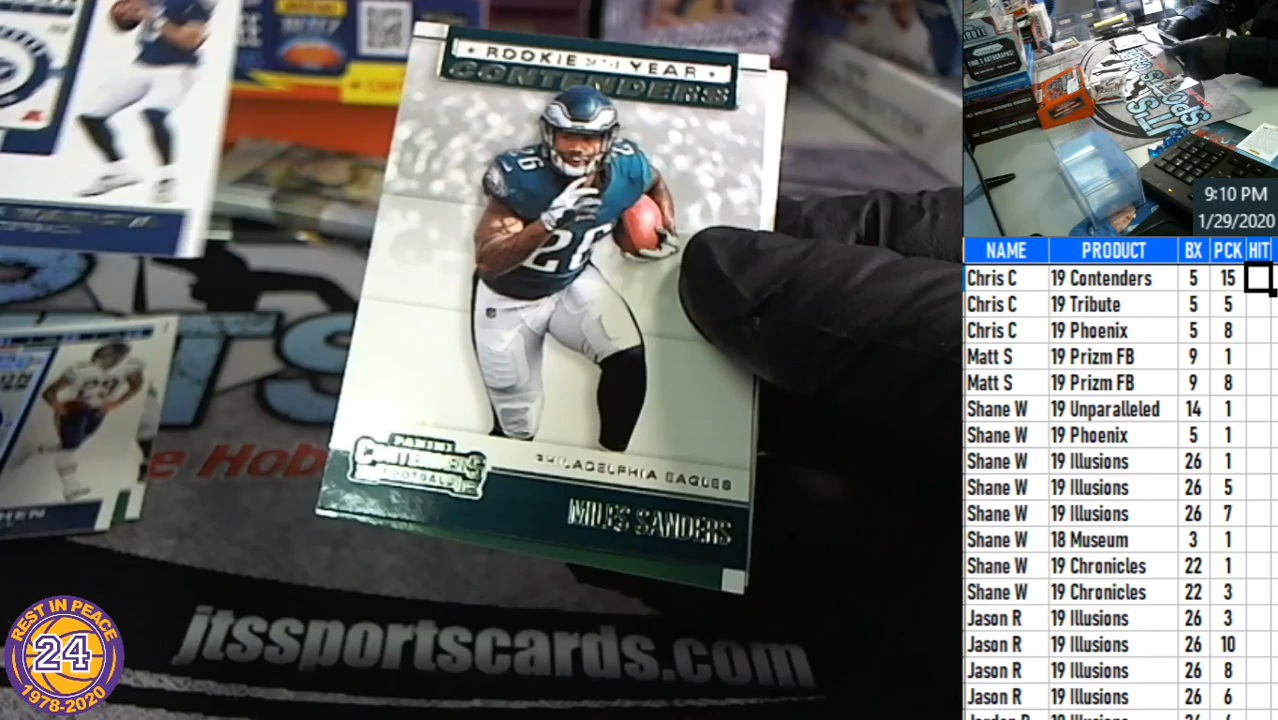 ROOKIE OF THE YEAR
CONTENDERS
26
PANINI
CONTENDERS
FOOTBALL
PHILADELPHIA EAGLES
MILES SANDERS
e Hob
jtssportscards.com
REST IN PEACE
24
1978-2020
9:10 PM
1/29/2020
NAME PRODUCT BX PCK HIT
Chris C 19 Contenders 5 15
Chris C 19 Tribute 5 5
Chris C 19 Phoenix 5 8
Matt S 19 Prizm FB 9 1
Matt S 19 Prizm FB 9 8
Shane W 19 Unparalleled 14 1
Shane W 19 Phoenix 5 1
Shane W 19 Illusions 26 1
Shane W 19 Illusions 26 5
Shane W 19 Illusions 26 7
Shane W 18 Museum 3 1
Shane W 19 Chronicles 22 1
Shane W 19 Chronicles 22 3
Jason R 19 Illusions 26 3
Jason R 19 Illusions 26 10
Jason R 19 Illusions 26 8
Jason R 19 Illusions 26 6